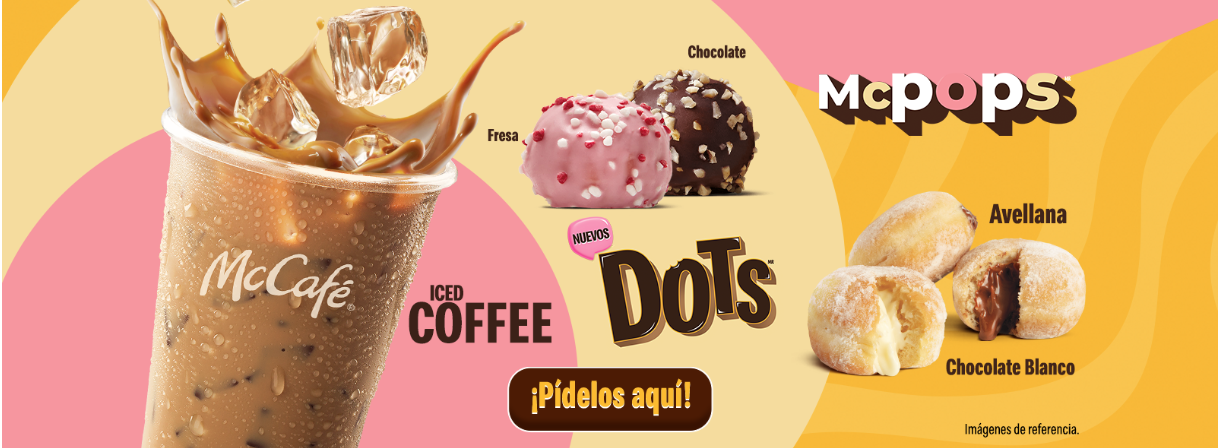 McCafé
ICED
COFFEE
Chocolate
Fresa
NUEVOS
DOTS
¡Pídelos aquí!
McPops
Avellana
Chocolate Blanco
Imágenes de referencia.